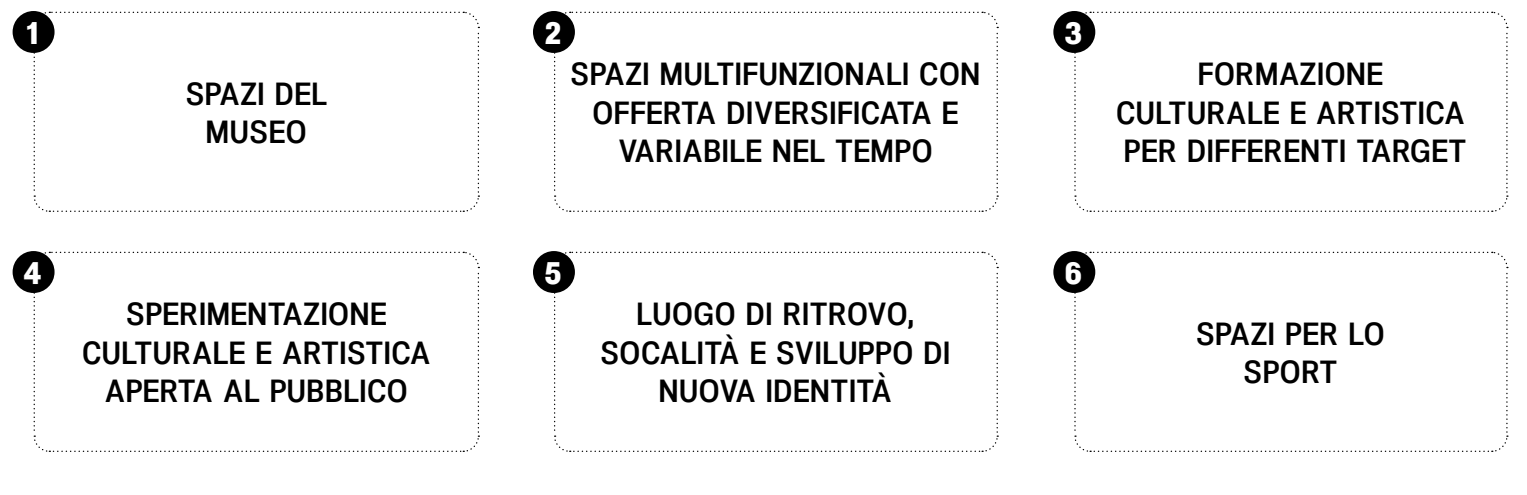 1
SPAZI DEL
MUSEO
2
SPAZI MULTIFUNZIONALI CON
OFFERTA DIVERSIFICATA E
VARIABILE NEL TEMPO
3
FORMAZIONE
CULTURALE E ARTISTICA
PER DIFFERENTI TARGET
4
SPERIMENTAZIONE
CULTURALE E ARTISTICA
APERTA AL PUBBLICO
5
LUOGO DI RITROVO,
SOCALITÀ E SVILUPPO DI
NUOVA IDENTITÀ
6
SPAZI PER LO
SPORT